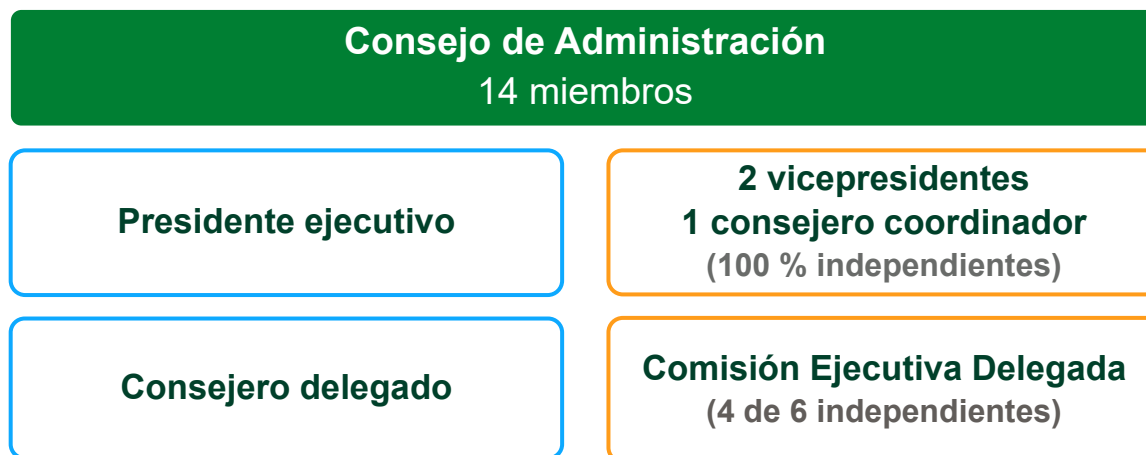 Consejo de Administración
14 miembros
Presidente ejecutivo
2 vicepresidentes
1 consejero coordinador
(100 % independientes)
Consejero delegado
Comisión Ejecutiva Delegada
(4 de 6 independientes)